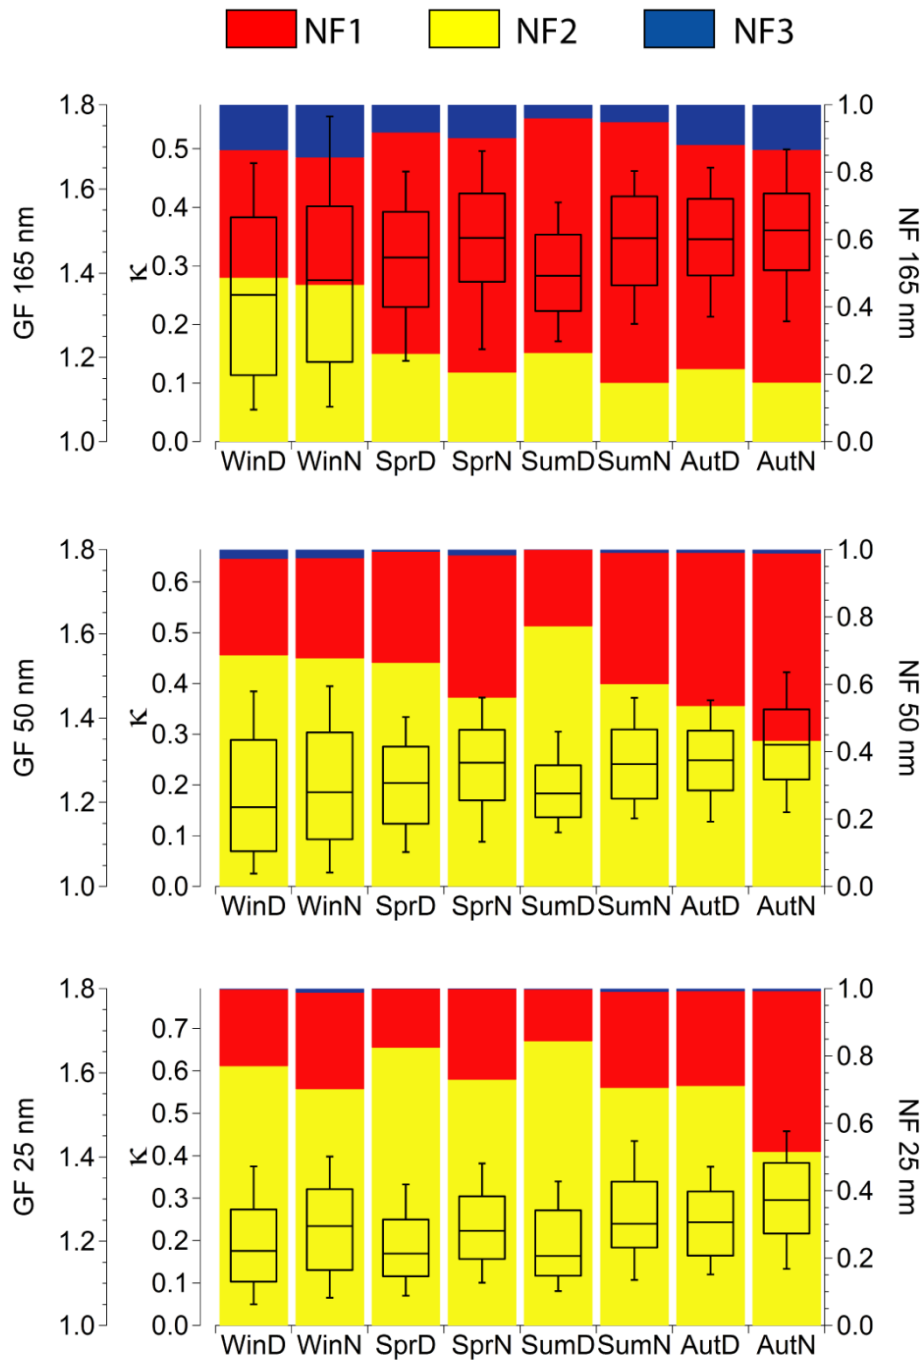 NF1 NF2 NF3
1.8 1.0
0.5
1.6 0.8
0.4
0.6
GF 165 nm 1.4 κ 0.3 NF 165 nm
0.4
0.2
1.2
0.1 0.2
1.0 0.0 0.0
WinD WinN SprD SprN SumD SumN AutD AutN
1.8 1.0
0.6
1.6 0.8
0.5
0.4 0.6
GF 50 nm 1.4 κ NF 50 nm
0.3
0.4
1.2 0.2
0.2
0.1
1.0 0.0 0.0
WinD WinN SprD SprN SumD SumN AutD AutN
1.8 1.0
0.7
1.6 0.8
0.6
0.5 0.6
GF 25 nm 1.4 κ 0.4 NF 25 nm
0.3 0.4
1.2 0.2
0.2
0.1
1.0 0.0 0.0
WinD WinN SprD SprN SumD SumN AutD AutN